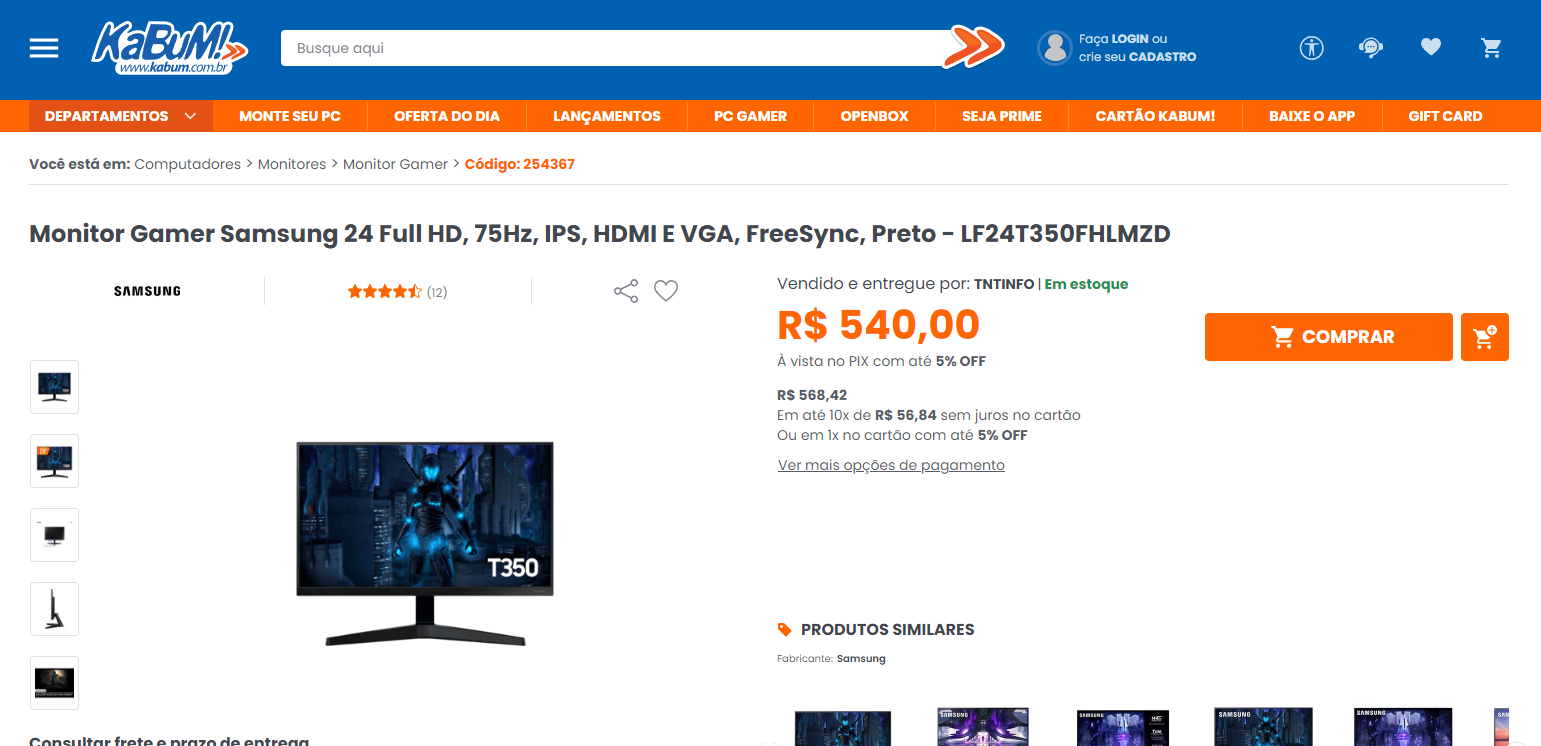 KaBuM!
www.kabum.com.br
Busque aqui
Faça LOGIN ou
crie seu CADASTRO
DEPARTAMENTOS MONTE SEU PC OFERTA DO DIA LANÇAMENTOS PC GAMER OPENBOX SEJA PRIME CARTÃO KABUM! BAIXE O APP GIFT CARD
Você está em: Computadores > Monitores > Monitor Gamer > Código: 254367
Monitor Gamer Samsung 24 Full HD, 75Hz, IPS, HDMI E VGA, FreeSync, Preto - LF24T350FHLMZD
SAMSUNG
(12)
Vendido e entregue por: TNTINFO | Em estoque
R$ 540,00
À vista no PIX com até 5% OFF
COMPRAR
R$ 568,42
Em até 10x de R$ 56,84 sem juros no cartão
Ou em 1x no cartão com até 5% OFF
Ver mais opções de pagamento
T350
PRODUTOS SIMILARES
Fabricante: Samsung
SAMSUNG
SAMSUNG
SAMSUNG
SAMSUNG
Consultar frete e prazo de entrega